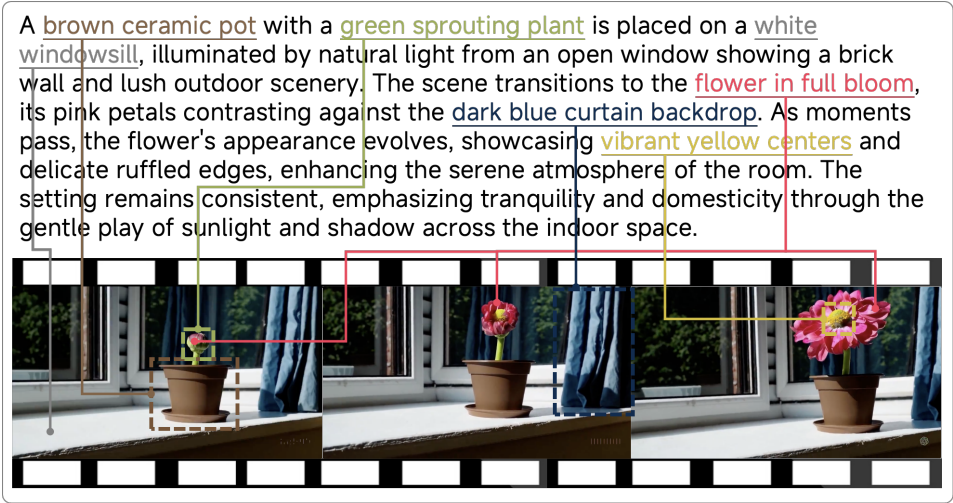 A brown ceramic pot with a green sprouting plant is placed on a white
windowsill, illuminated by natural light from an open window showing a brick
wall and lush outdoor scenery. The scene transitions to the flower in full bloom,
its pink petals contrasting against the dark blue curtain backdrop. As moments
pass, the flower's appearance evolves, showcasing vibrant yellow centers and
delicate ruffled edges, enhancing the serene atmosphere of the room. The
setting remains consistent, emphasizing tranquility and domesticity through the
gentle play of sunlight and shadow across the indoor space.